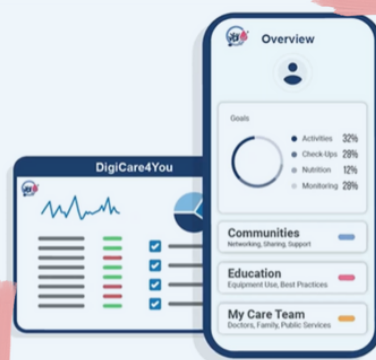 Overview
Goals
Activities 32%
Check-Ups 28%
Nutrition 12%
Monitoring 28%
DigiCare4You
Communities
Networking, Sharing, Support
Education
Equipment Use, Best Practices
My Care Team
Doctors, Family, Public Services